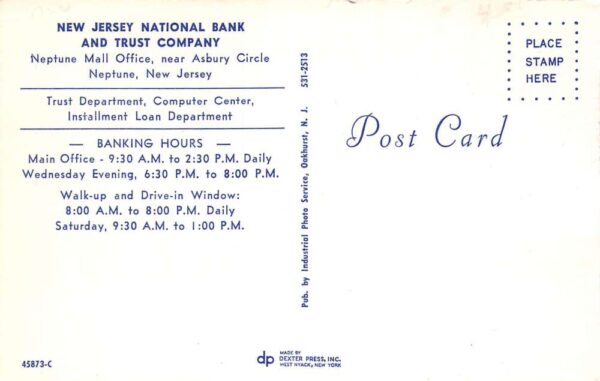 NEW JERSEY NATIONAL BANK
AND TRUST COMPANY
Neptune Mall Office, near Asbury Circle
Neptune, New Jersey
Trust Department, Computer Center,
Installment Loan Department
— BANKING HOURS —
Main Office - 9:30 A.M. to 2:30 P.M. Daily
Wednesday Evening, 6:30 P.M. to 8:00 P.M.
Walk-up and Drive-in Window:
8:00 A.M. to 8:00 P.M. Daily
Saturday, 9:30 A.M. to 1:00 P.M.
45873-C
Pub. by Industrial Photo Service, Oakhurst, N. J. 531-2513
dp
MADE BY
DEXTER PRESS, INC.
WEST NYACK, NEW YORK
Post Card
PLACE
STAMP
HERE